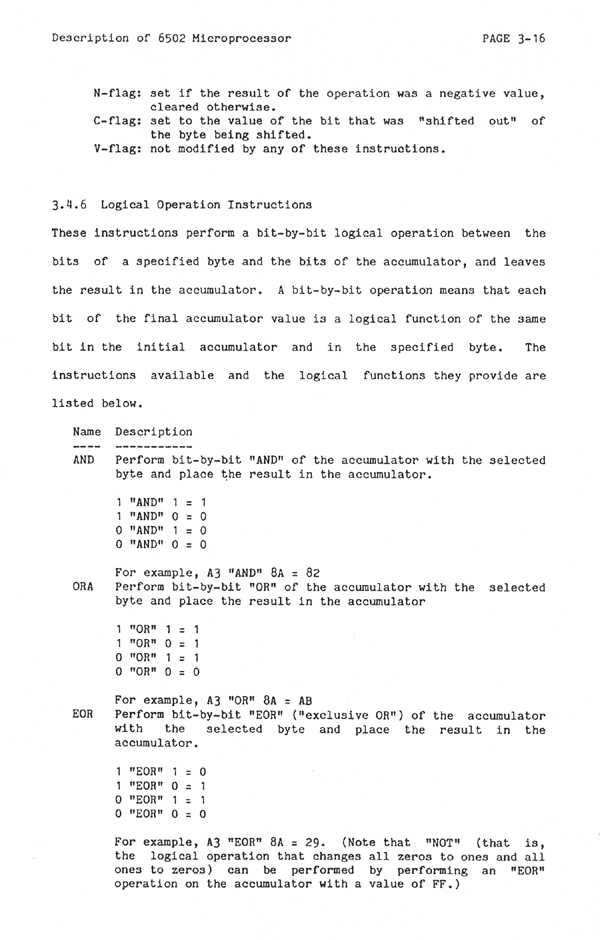 Description of 6502 Microprocessor PAGE 3-16
N-flag: set if the result of the operation was a negative value,
cleared otherwise.
C-flag: set to the value of the bit that was "shifted out" of
the byte being shifted.
V-flag: not modified by any of these instructions.
3.4.6 Logical Operation Instructions
These instructions perform a bit-by-bit logical operation between the
bits of a specified byte and the bits of the accumulator, and leaves
the result in the accumulator. A bit-by-bit operation means that each
bit of the final accumulator value is a logical function of the same
bit in the initial accumulator and in the specified byte. The
instructions available and the logical functions they provide are
listed below.
Name Description
---- -----------
AND Perform bit-by-bit "AND" of the accumulator with the selected
byte and place the result in the accumulator.
1 "AND" 1 = 1
1 "AND" 0 = 0
0 "AND" 1 = 0
0 "AND" 0 = 0
For example, A3 "AND" 8A = 82
ORA Perform bit-by-bit "OR" of the accumulator with the selected
byte and place the result in the accumulator
1 "OR" 1 = 1
1 "OR" 0 = 1
0 "OR" 1 = 1
0 "OR" 0 = 0
For example, A3 "OR" 8A = AB
EOR Perform bit-by-bit "EOR" ("exclusive OR") of the accumulator
with the selected byte and place the result in the
accumulator.
1 "EOR" 1 = 0
1 "EOR" 0 = 1
0 "EOR" 1 = 1
0 "EOR" 0 = 0
For example, A3 "EOR" 8A = 29. (Note that "NOT" (that is,
the logical operation that changes all zeros to ones and all
ones to zeros) can be performed by performing an "EOR"
operation on the accumulator with a value of FF.)